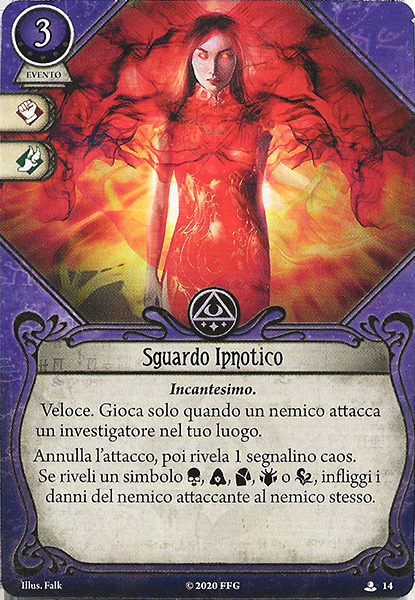 3
EVENTO
Sguardo Ipnotico
Incantesimo.
Veloce. Gioca solo quando un nemico attacca
un investigatore nel tuo luogo.
Annulla l'attacco, poi rivela 1 segnalino caos.
Se riveli un simbolo , , , o , infliggi i
danni del nemico attaccante al nemico stesso.
Illus. Falk
© 2020 FFG
14